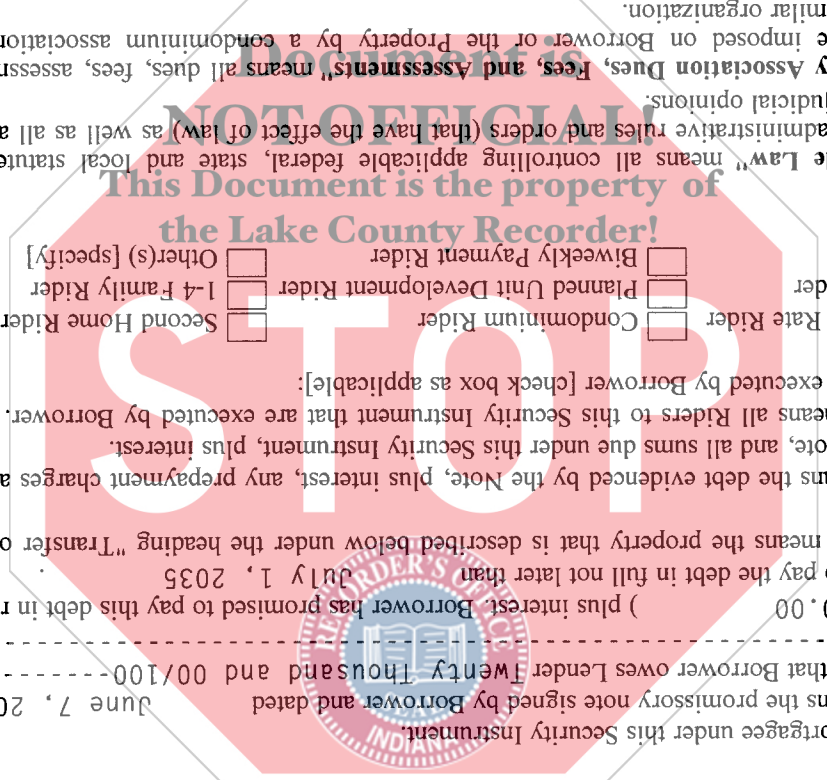 Document is
NOT OFFICIAL!
This Document is the property of
the Lake County Recorder!
STOP
RECORDER'S OFFICE
SEAL
INDIANA
under this Security Instrument.
the promissory note signed by Borrower and dated June 7, 20
that Borrower owes Lender Twenty Thousand and 00/100--------
.00 ) plus interest. Borrower has promised to pay this debt in
pay the debt in full not later than July 1, 2035 .
means the property that is described below under the heading "Transfer
the debt evidenced by the Note, plus interest, any prepayment charges
and all sums due under this Security Instrument, plus interest.
all Riders to this Security Instrument that are executed by Borrower.
executed by Borrower [check box as applicable]:
Rate Rider Condominium Rider Second Home Rider
Planned Unit Development Rider 1-4 Family Rider
Biweekly Payment Rider Other(s) [specify]
Law" means all controlling applicable federal, state and local
administrative rules and orders (that have the effect of law) as well as all
judicial opinions.
Association Dues, Fees, and Assessments" means all dues, fees,
imposed on Borrower or the Property by a condominium association
organization.